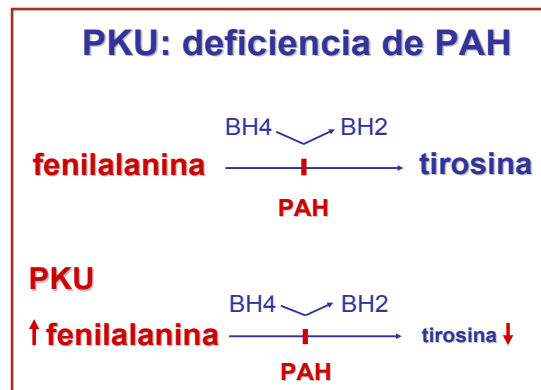 PKU: deficiencia de PAH
BH4 BH2
fenilalanina tirosina
PAH
PKU
BH4 BH2
fenilalanina tirosina
PAH